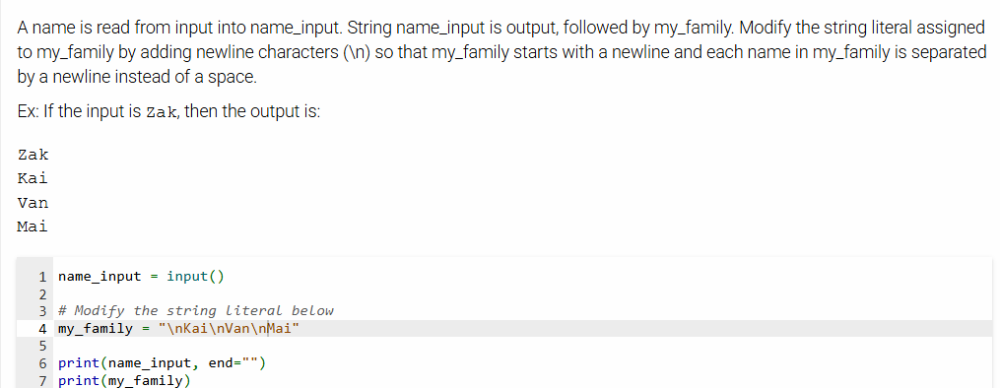 A name is read from input into name_input. String name_input is output, followed by my_family. Modify the string literal assigned
to my_family by adding newline characters (\n) so that my_family starts with a newline and each name in my_family is separated
by a newline instead of a space.
Ex: If the input is Zak, then the output is:
Zak
Kai
Van
Mai
1 name_input = input()
2
3 # Modify the string literal below
4 my_family = "\nKai\nVan\nMai"
5
6 print(name_input, end="")
7 print(my_family)